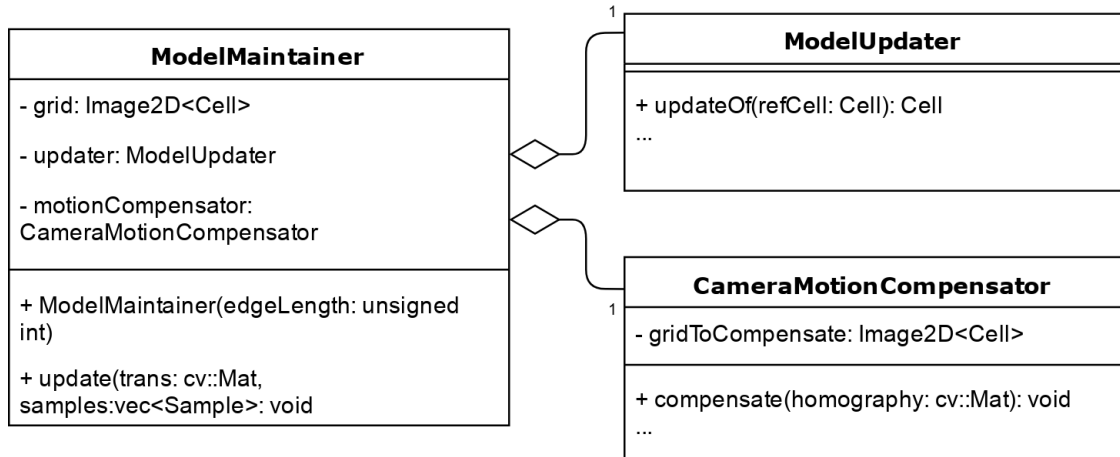 ModelMaintainer
- grid: Image2D<Cell>
- updater: ModelUpdater
- motionCompensator:
CameraMotionCompensator
+ ModelMaintainer(edgeLength: unsigned
int)
+ update(trans: cv::Mat,
samples:vec<Sample>: void
1
ModelUpdater
+ updateOf(refCell: Cell): Cell
...
1
CameraMotionCompensator
- gridToCompensate: Image2D<Cell>
+ compensate(homography: cv::Mat): void
...